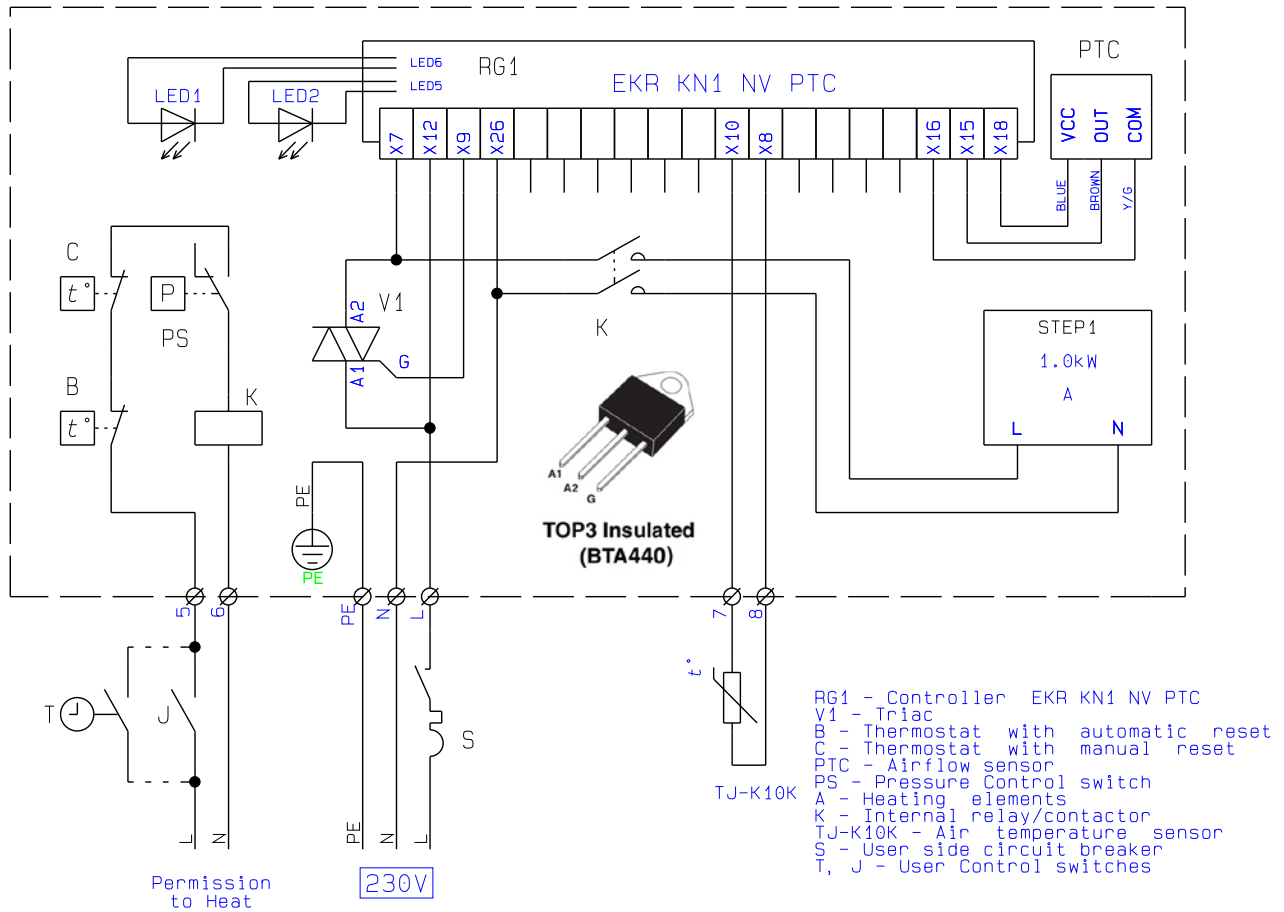 PTC
LED6
RG1
EKR KN1 NV PTC
LED5
LED1
LED2
X7
X12
X9
X26
X10
X8
X16
X15
X18
VCC
OUT
COM
BLUE
BROWN
Y/G
C
t°
P
PS
A2
V1
G
A1
K
STEP1
1.0kW
A
L
N
B
t°
K
A1
A2
G
TOP3 Insulated
(BTA440)
PE
PE
5
6
PE
N
L
7
8
t°
T
J
S
TJ-K10K
L
N
PE
N
L
Permission
to Heat
230V
RG1 - Controller EKR KN1 NV PTC
V1 - Triac
B - Thermostat with automatic reset
C - Thermostat with manual reset
PTC - Airflow sensor
PS - Pressure Control switch
A - Heating elements
K - Internal relay/contactor
TJ-K10K - Air temperature sensor
S - User side circuit breaker
T, J - User Control switches